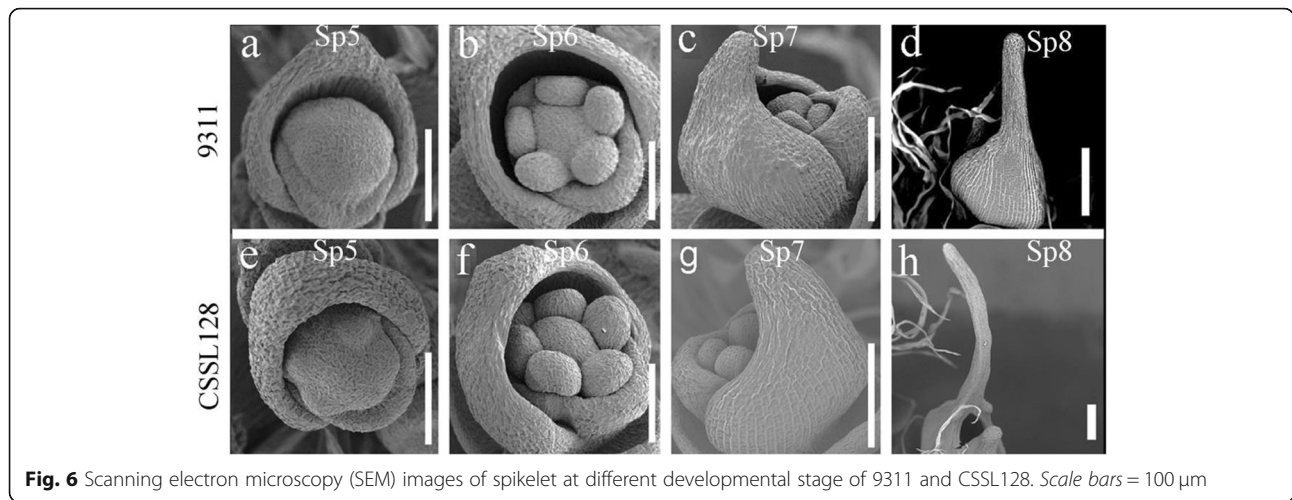 9311
a Sp5
b Sp6
c Sp7
d Sp8
CSSL128
e Sp5
f Sp6
g Sp7
h Sp8
Fig. 6 Scanning electron microscopy (SEM) images of spikelet at different developmental stage of 9311 and CSSL128. Scale bars = 100 μm